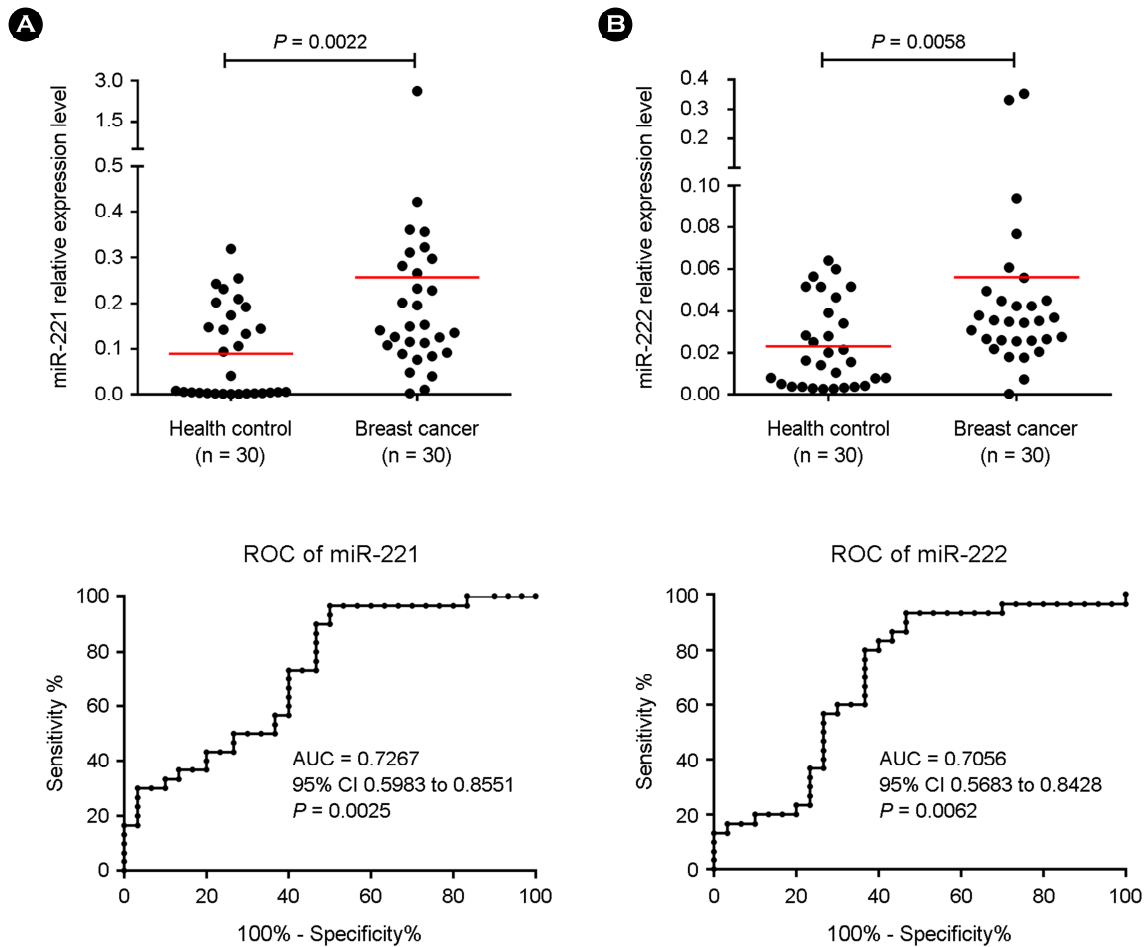 A
P = 0.0022
miR-221 relative expression level
3.0
1.5
0.5
0.4
0.3
0.2
0.1
0.0
Health control
(n = 30)
Breast cancer
(n = 30)
B
P = 0.0058
miR-222 relative expression level
0.4
0.3
0.2
0.10
0.08
0.06
0.04
0.02
0.00
Health control
(n = 30)
Breast cancer
(n = 30)
ROC of miR-221
Sensitivity %
100
80
60
40
20
0
AUC = 0.7267
95% CI 0.5983 to 0.8551
P = 0.0025
0 20 40 60 80 100
100% - Specificity%
ROC of miR-222
Sensitivity %
100
80
60
40
20
0
AUC = 0.7056
95% CI 0.5683 to 0.8428
P = 0.0062
0 20 40 60 80 100
100% - Specificity%